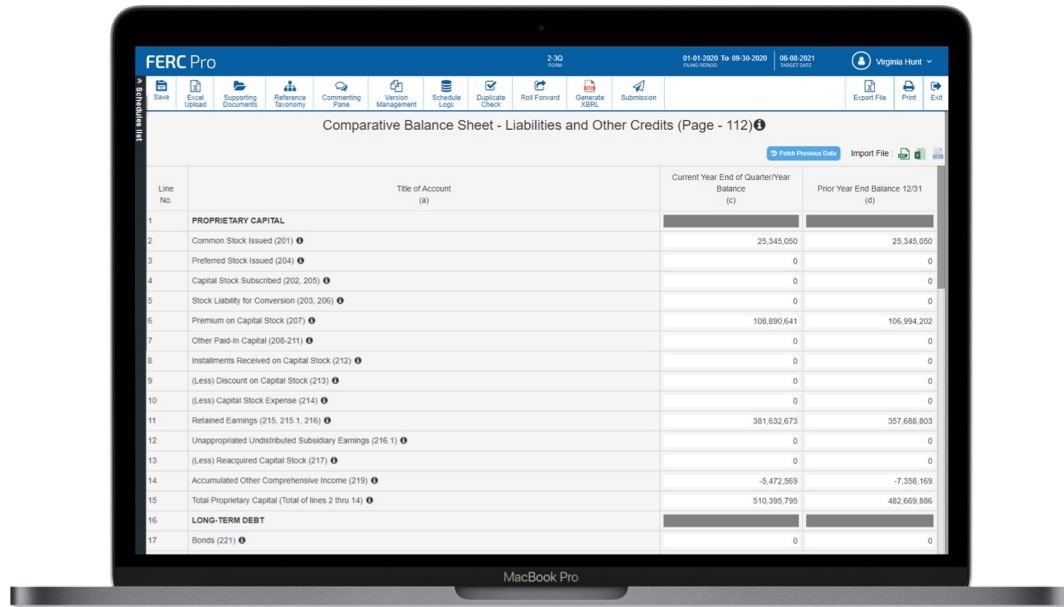 FERC Pro
2-3Q
FORM
01-01-2020 To 09-30-2020
FILING PERIOD
06-08-2021
TARGET DATE
Virginia Hunt
Schedules list
Save
Excel Upload
Supporting Documents
Reference Taxonomy
Commenting Pane
Version Management
Schedule Logs
Duplicate Check
Roll Forward
Generate XBRL
Submission
Export File
Print
Exit
Comparative Balance Sheet - Liabilities and Other Credits (Page - 112)
Fetch Previous Data
Import File :
Line No.
Title of Account (a)
Current Year End of Quarter/Year Balance (c)
Prior Year End Balance 12/31 (d)
1 PROPRIETARY CAPITAL
2 Common Stock Issued (201) 25,345,050 25,345,050
3 Preferred Stock Issued (204) 0 0
4 Capital Stock Subscribed (202, 205) 0 0
5 Stock Liability for Conversion (203, 206) 0 0
6 Premium on Capital Stock (207) 108,890,641 106,994,202
7 Other Paid-In Capital (208-211) 0 0
8 Installments Received on Capital Stock (212) 0 0
9 (Less) Discount on Capital Stock (213) 0 0
10 (Less) Capital Stock Expense (214) 0 0
11 Retained Earnings (215, 215.1, 216) 381,632,673 357,688,803
12 Unappropriated Undistributed Subsidiary Earnings (216.1) 0 0
13 (Less) Reacquired Capital Stock (217) 0 0
14 Accumulated Other Comprehensive Income (219) -5,472,569 -7,358,169
15 Total Proprietary Capital (Total of lines 2 thru 14) 510,395,795 482,669,886
16 LONG-TERM DEBT
17 Bonds (221) 0 0
MacBook Pro